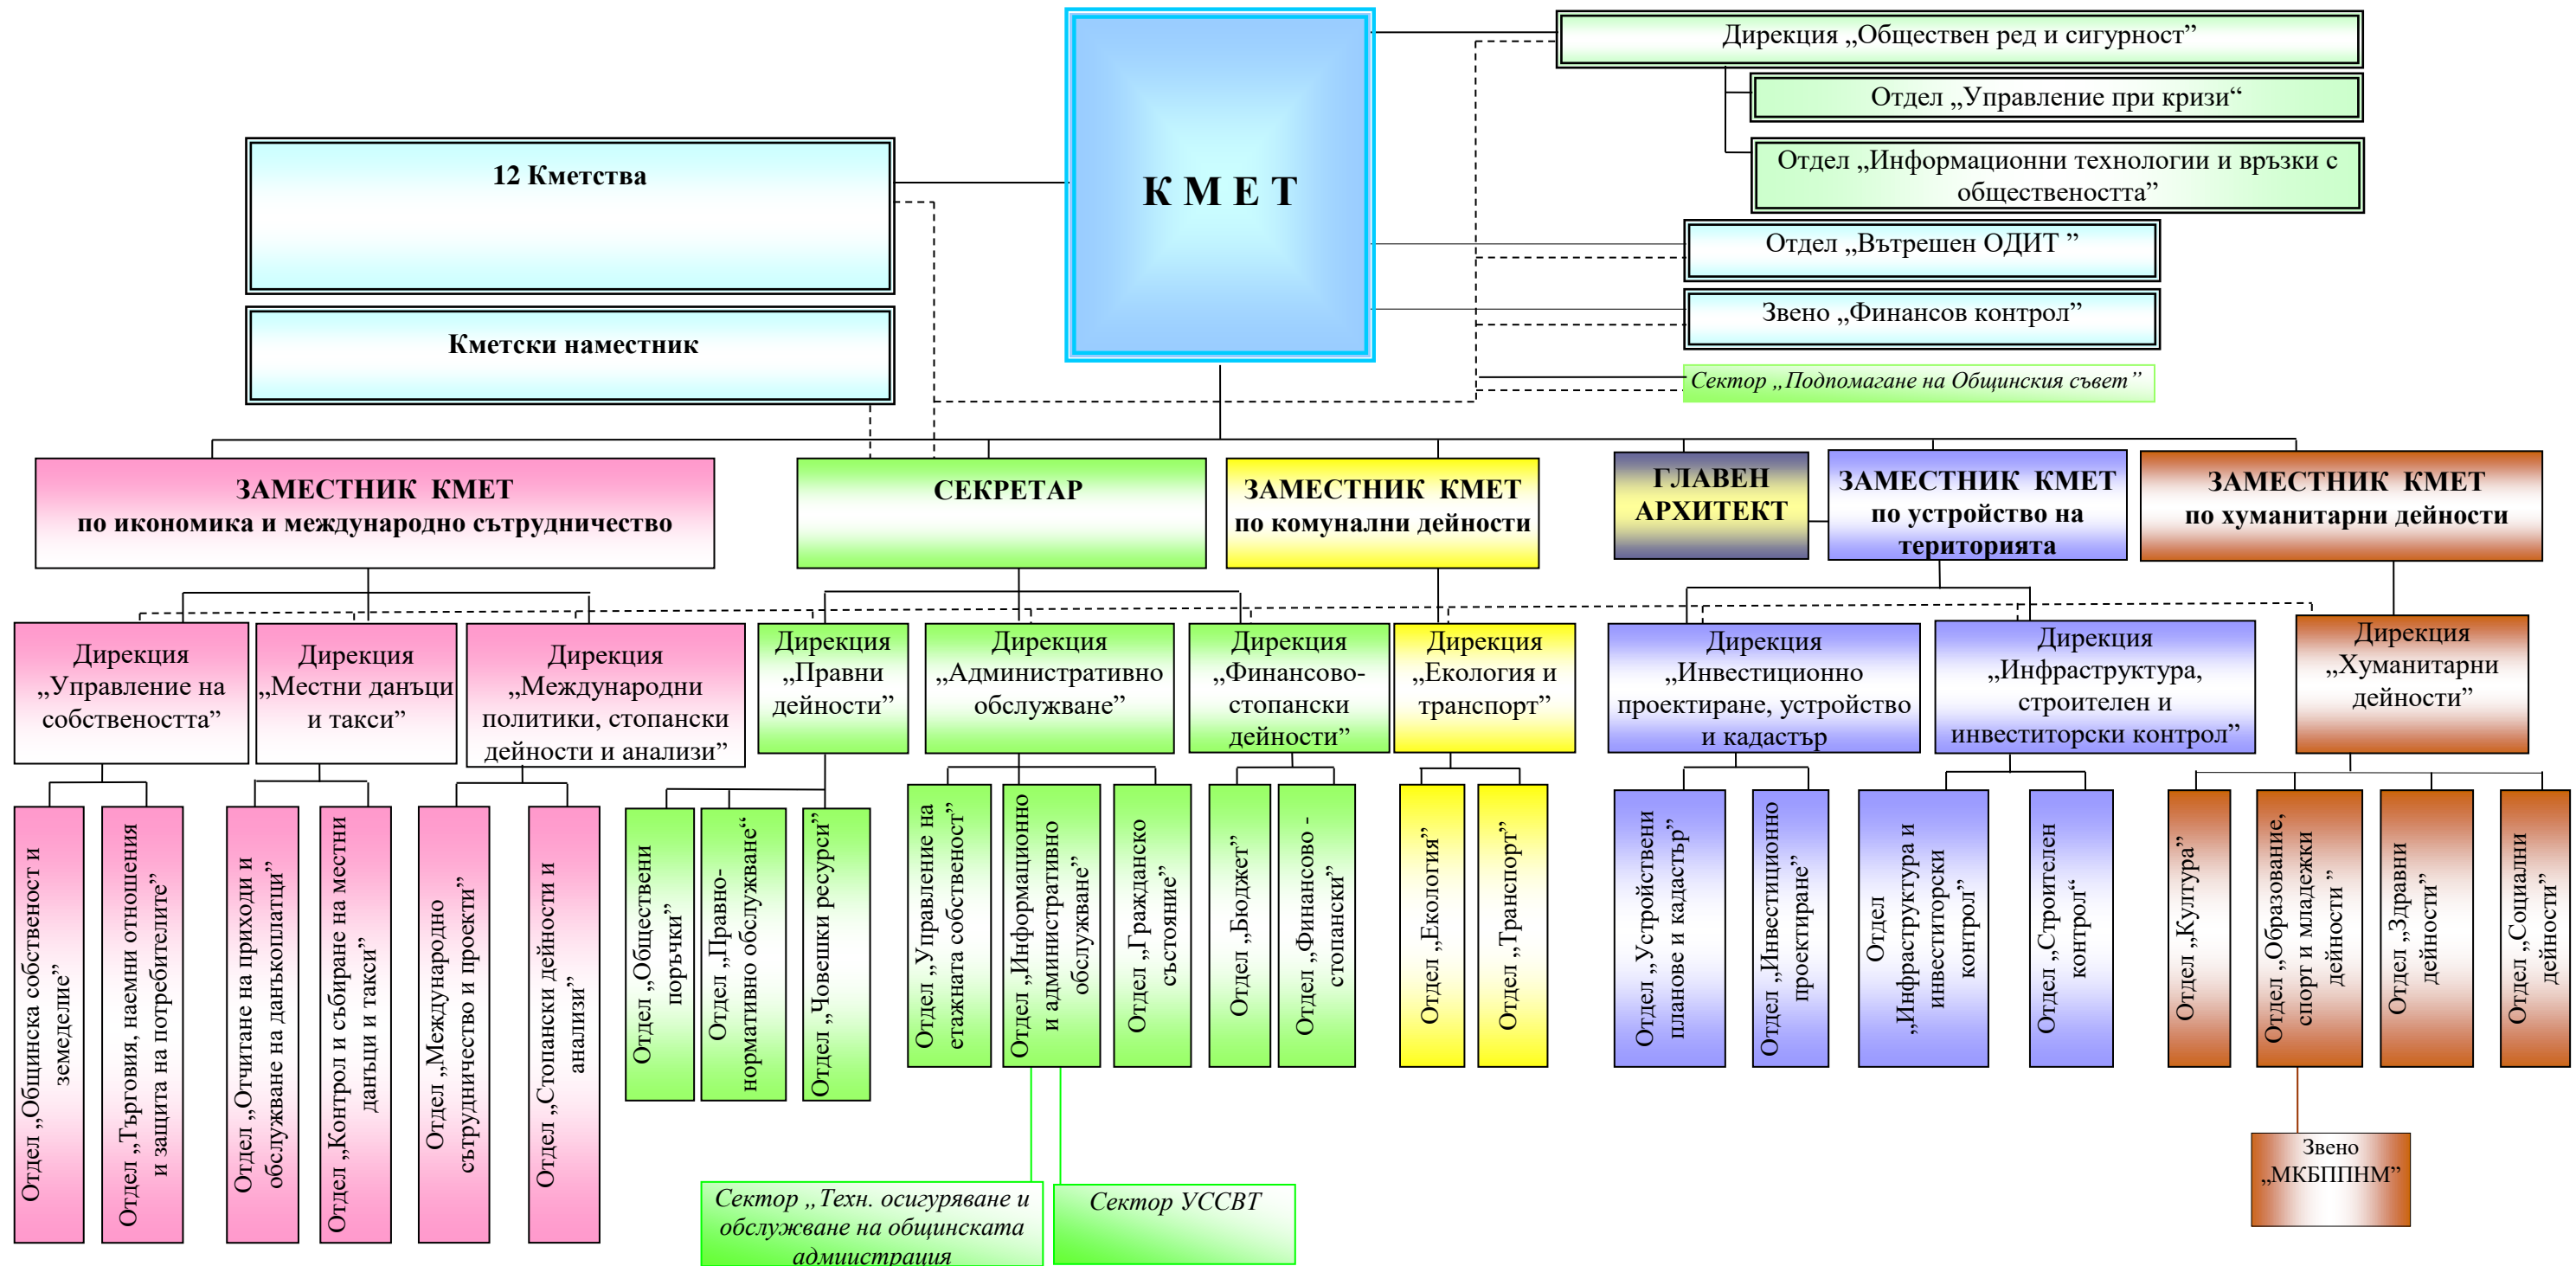 К М Е Т
Дирекция „Обществен ред и сигурност”
Отдел „Управление при кризи“
Отдел „Информационни технологии и връзки с
обществеността”
12 Кметства
Отдел „Вътрешен ОДИТ ”
Звено „Финансов контрол”
Кметски наместник
Сектор „Подпомагане на Общинския съвет”
ЗАМЕСТНИК КМЕТ
по икономика и международно сътрудничество
СЕКРЕТАР
ЗАМЕСТНИК КМЕТ
по комунални дейности
ГЛАВЕН
АРХИТЕКТ
ЗАМЕСТНИК КМЕТ
по устройство на
територията
ЗАМЕСТНИК КМЕТ
по хуманитарни дейности
Дирекция
„Управление на
собствеността”
Дирекция
„Местни данъци
и такси”
Дирекция
„Международни
политики, стопански
дейности и анализи”
Дирекция
„Правни
дейности”
Дирекция
„Административно
обслужване”
Дирекция
„Финансово-
стопански
дейности”
Дирекция
„Екология и
транспорт”
Дирекция
„Инвестиционно
проектиране, устройство
и кадастър
Дирекция
„Инфраструктура,
строителен и
инвеститорски контрол”
Дирекция
„Хуманитарни
дейности”
Отдел „Общинска собственост и
земеделие”
Отдел „Търговия, наемни отношения
и защита на потребителите”
Отдел „Отчитане на приходи и
обслужване на данъкоплатци”
Отдел „Контрол и събиране на местни
данъци и такси”
Отдел „Международно
сътрудничество и проекти”
Отдел „Стопански дейности и
анализи”
Отдел „Обществени
поръчки”
Отдел „Правно-
нормативно обслужване“
Отдел „Човешки ресурси”
Отдел „Управление на
етажната собственост”
Отдел „Информационно
и административно
обслужване”
Отдел „Гражданско
състояние”
Отдел „Бюджет”
Отдел „Финансово -
стопански”
Отдел „Екология”
Отдел „Транспорт”
Отдел „Устройствени
планове и кадастър”
Отдел „Инвестиционно
проектиране”
Отдел
„Инфраструктура и
инвеститорски
контрол”
Отдел „Строителен
контрол“
Отдел „Култура”
Отдел „Образование,
спорт и младежки
дейности ”
Отдел „Здравни
дейности”
Отдел „Социални
дейности”
Сектор „Техн. осигуряване и
обслужване на общинската
адмиистрация
Сектор УССВТ
Звено
„МКБППНМ”